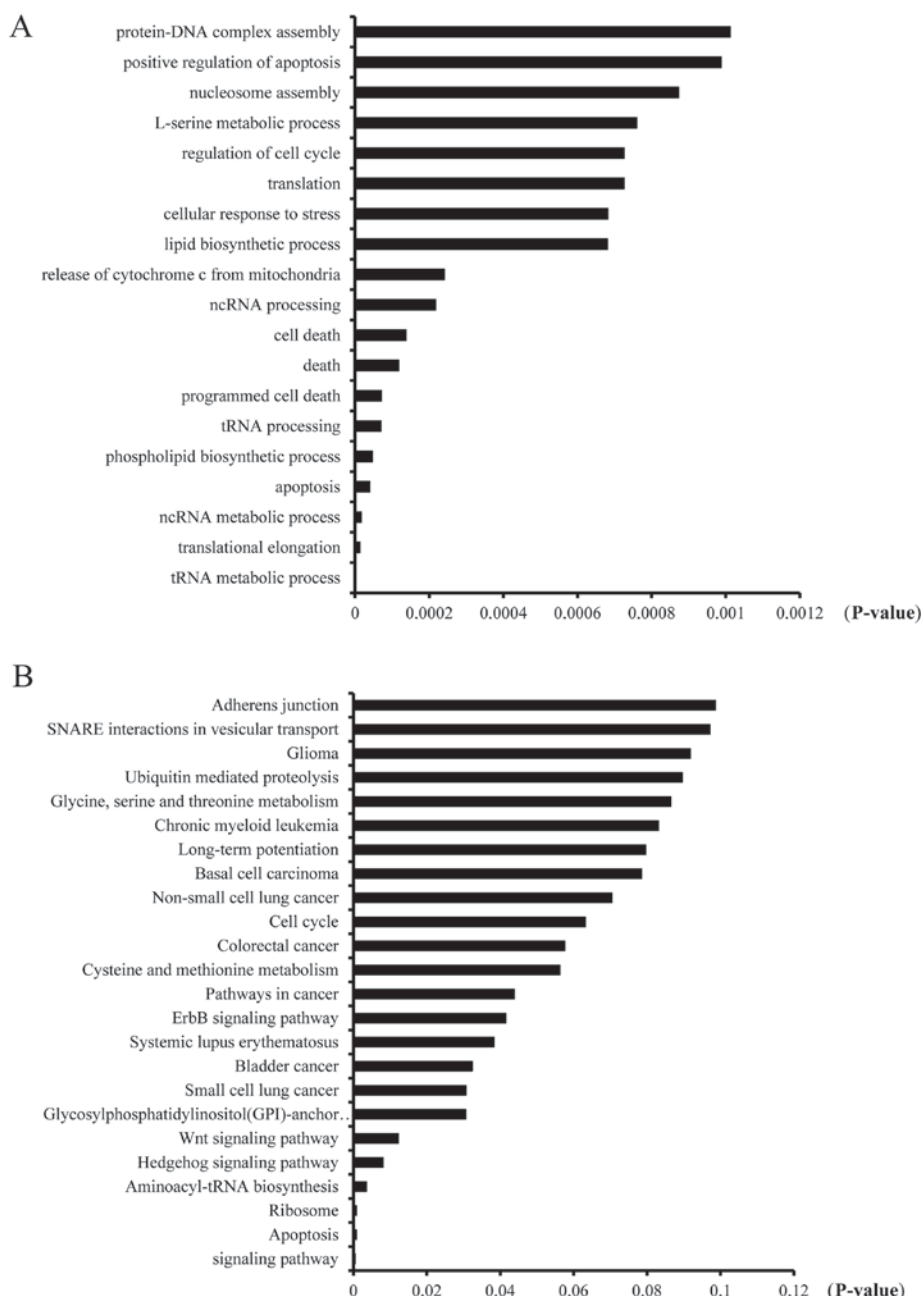 A
protein-DNA complex assembly
positive regulation of apoptosis
nucleosome assembly
L-serine metabolic process
regulation of cell cycle
translation
cellular response to stress
lipid biosynthetic process
release of cytochrome c from mitochondria
ncRNA processing
cell death
death
programmed cell death
tRNA processing
phospholipid biosynthetic process
apoptosis
ncRNA metabolic process
translational elongation
tRNA metabolic process
0 0.0002 0.0004 0.0006 0.0008 0.001 0.0012 (P-value)
B
Adherens junction
SNARE interactions in vesicular transport
Glioma
Ubiquitin mediated proteolysis
Glycine, serine and threonine metabolism
Chronic myeloid leukemia
Long-term potentiation
Basal cell carcinoma
Non-small cell lung cancer
Cell cycle
Colorectal cancer
Cysteine and methionine metabolism
Pathways in cancer
ErbB signaling pathway
Systemic lupus erythematosus
Bladder cancer
Small cell lung cancer
Glycosylphosphatidylinositol(GPI)-anchor..
Wnt signaling pathway
Hedgehog signaling pathway
Aminoacyl-tRNA biosynthesis
Ribosome
Apoptosis
signaling pathway
0 0.02 0.04 0.06 0.08 0.1 0.12 (P-value)